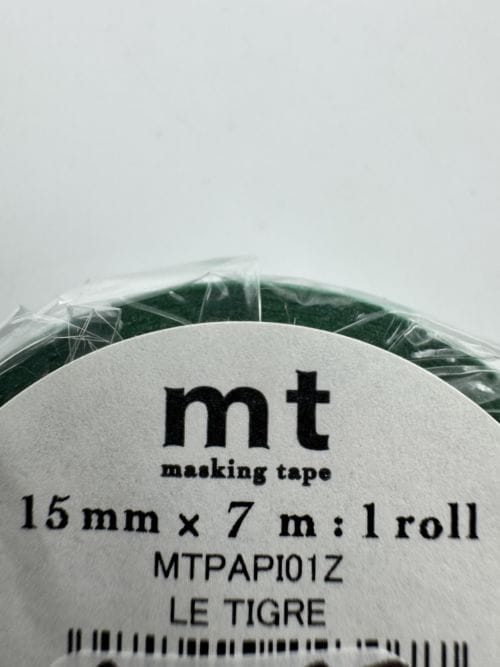 mt
masking tape
15mm x 7 m : 1 roll
MTPAPI01Z
LE TIGRE